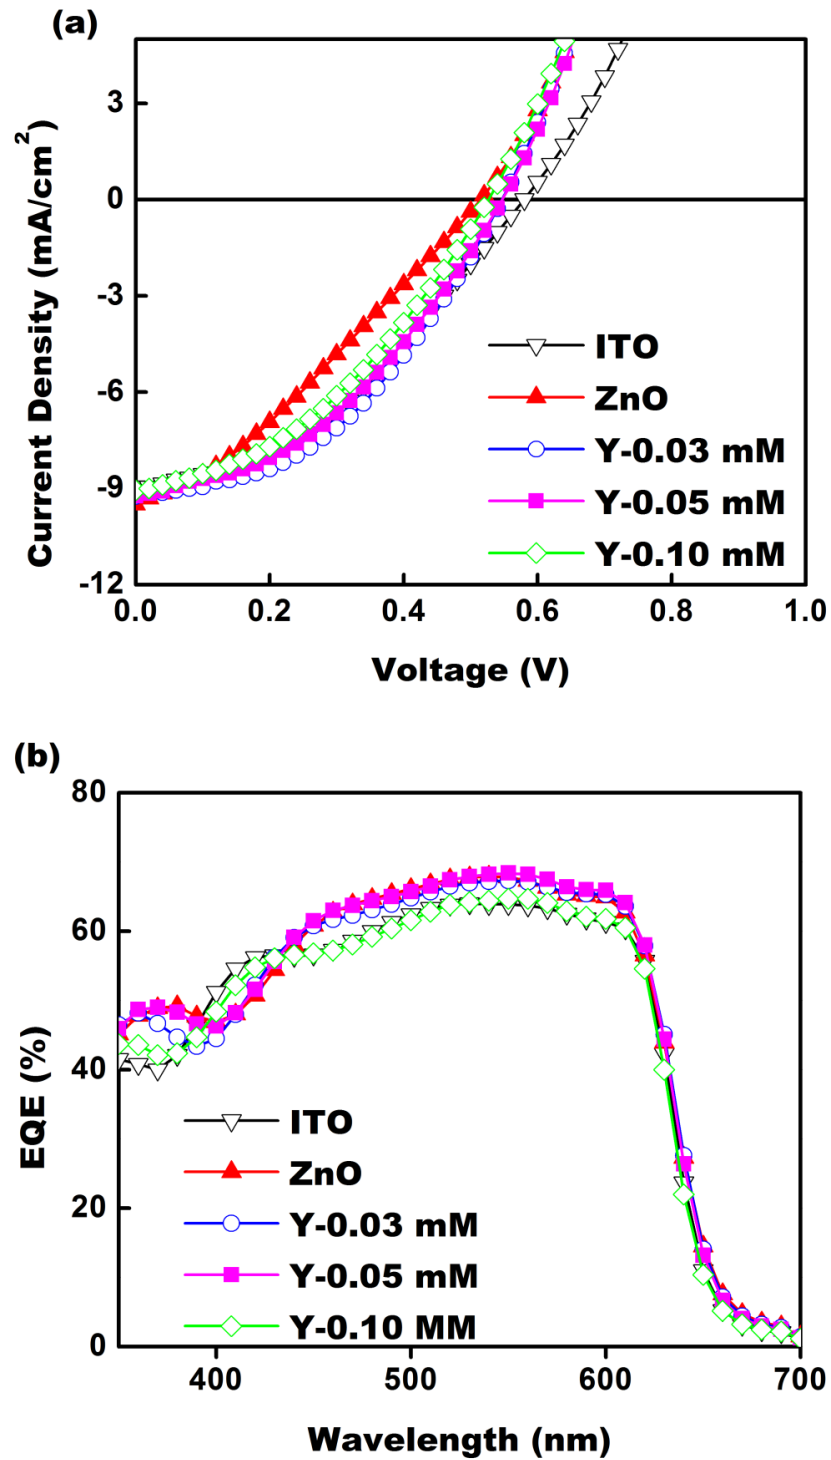 (a)
Current Density (mA/cm²)
3
0
-3
-6
-9
-12
ITO
ZnO
Y-0.03 mM
Y-0.05 mM
Y-0.10 mM
0.0 0.2 0.4 0.6 0.8 1.0
Voltage (V)
(b)
EQE (%)
80
60
40
20
0
ITO
ZnO
Y-0.03 mM
Y-0.05 mM
Y-0.10 MM
400 500 600 700
Wavelength (nm)